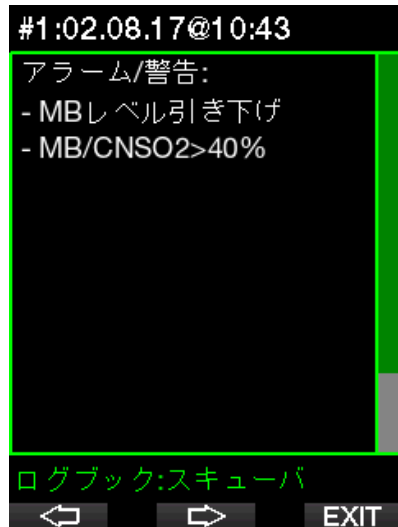 #1:02.08.17@10:43
アラーム/警告:
- MBレベル引き下げ
- MB/CNSO2>40%
ログブック:スキューバ
EXIT